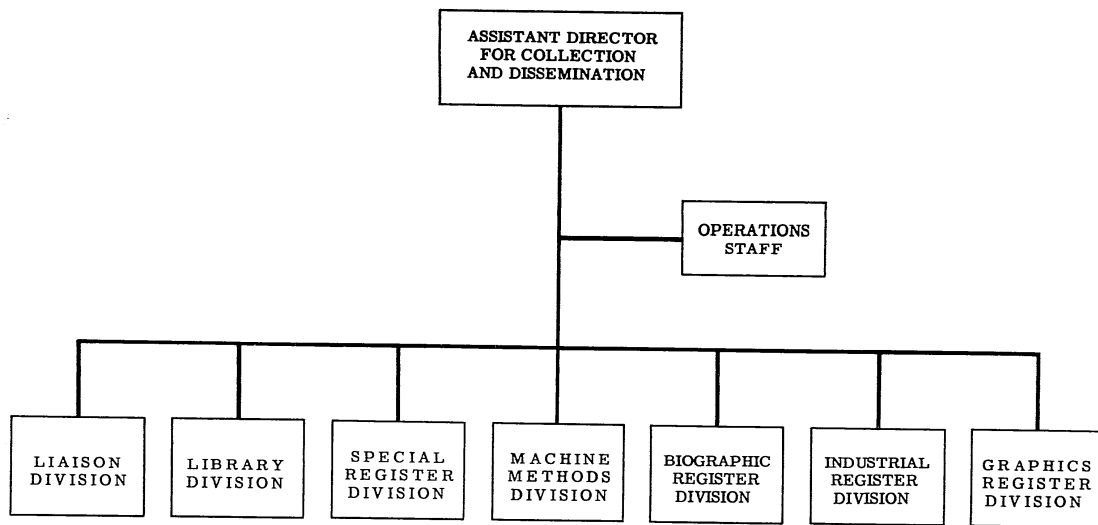 ASSISTANT DIRECTOR
FOR COLLECTION
AND DISSEMINATION
OPERATIONS
STAFF
LIAISON
DIVISION
LIBRARY
DIVISION
SPECIAL
REGISTER
DIVISION
MACHINE
METHODS
DIVISION
BIOGRAPHIC
REGISTER
DIVISION
INDUSTRIAL
REGISTER
DIVISION
GRAPHICS
REGISTER
DIVISION